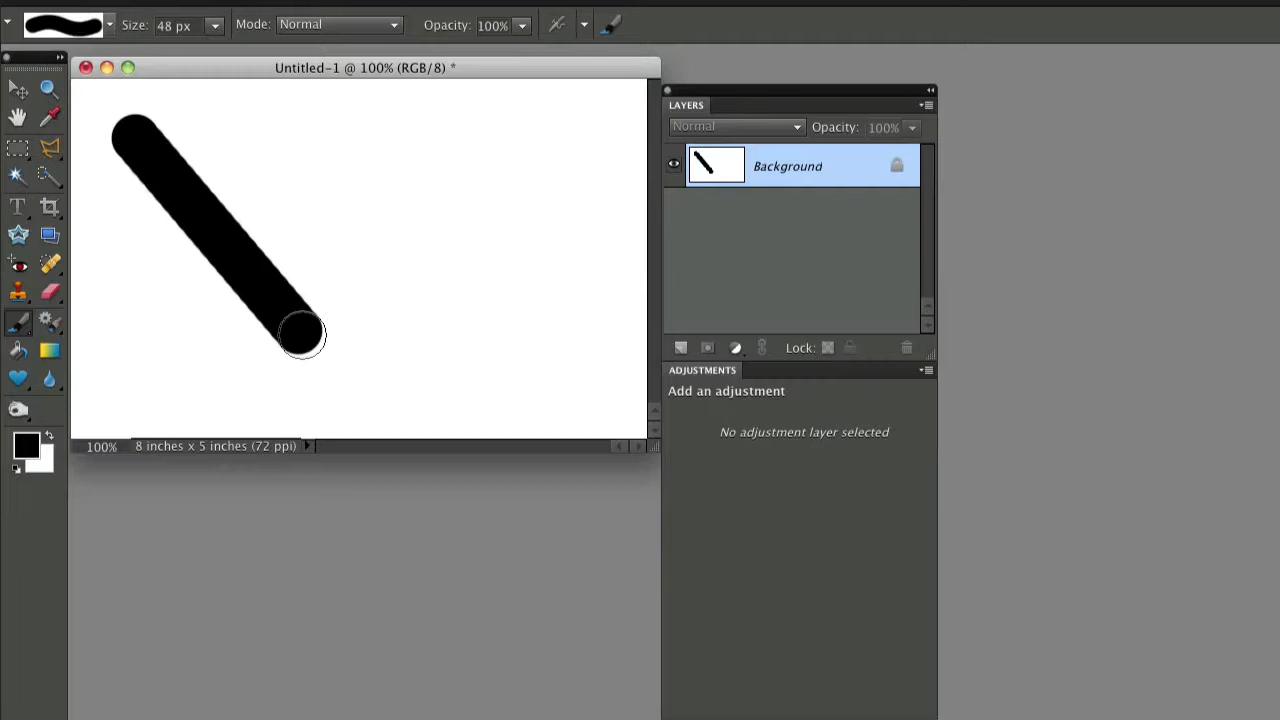 Size: 48 px Mode: Normal Opacity: 100%
Untitled-1 @ 100% (RGB/8) *
LAYERS
Normal Opacity: 100%
Background
Lock:
ADJUSTMENTS
Add an adjustment
No adjustment layer selected
100% 8 inches x 5 inches (72 ppi)
T